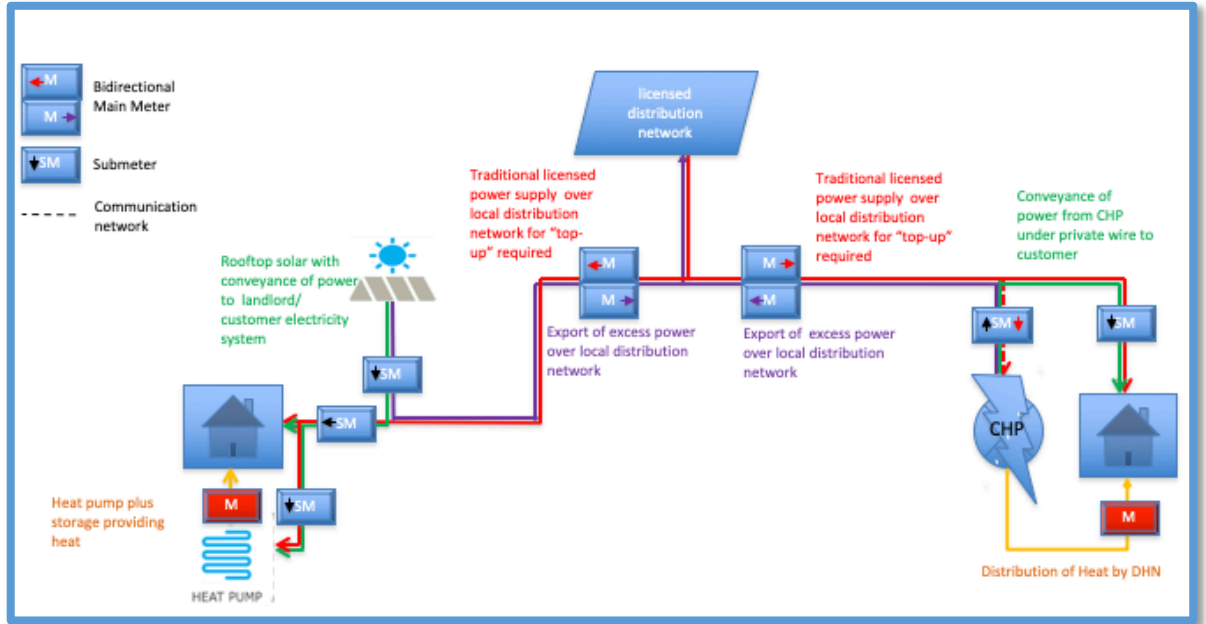 M
Bidirectional
Main Meter
M
SM
Submeter
Communication
network
licensed
distribution
network
Traditional licensed
power supply over
local distribution
network for "top-
up" required
Traditional licensed
power supply over
local distribution
network for "top-up"
required
Conveyance of
power from CHP
under private wire to
customer
Rooftop solar with
conveyance of power
to landlord/
customer electricity
system
M
M
M
M
Export of excess power
over local distribution
network
Export of excess power
over local distribution
network
SM
SM
SM
SM
SM
CHP
Heat pump plus
storage providing
heat
M
HEAT PUMP
M
Distribution of Heat by DHN